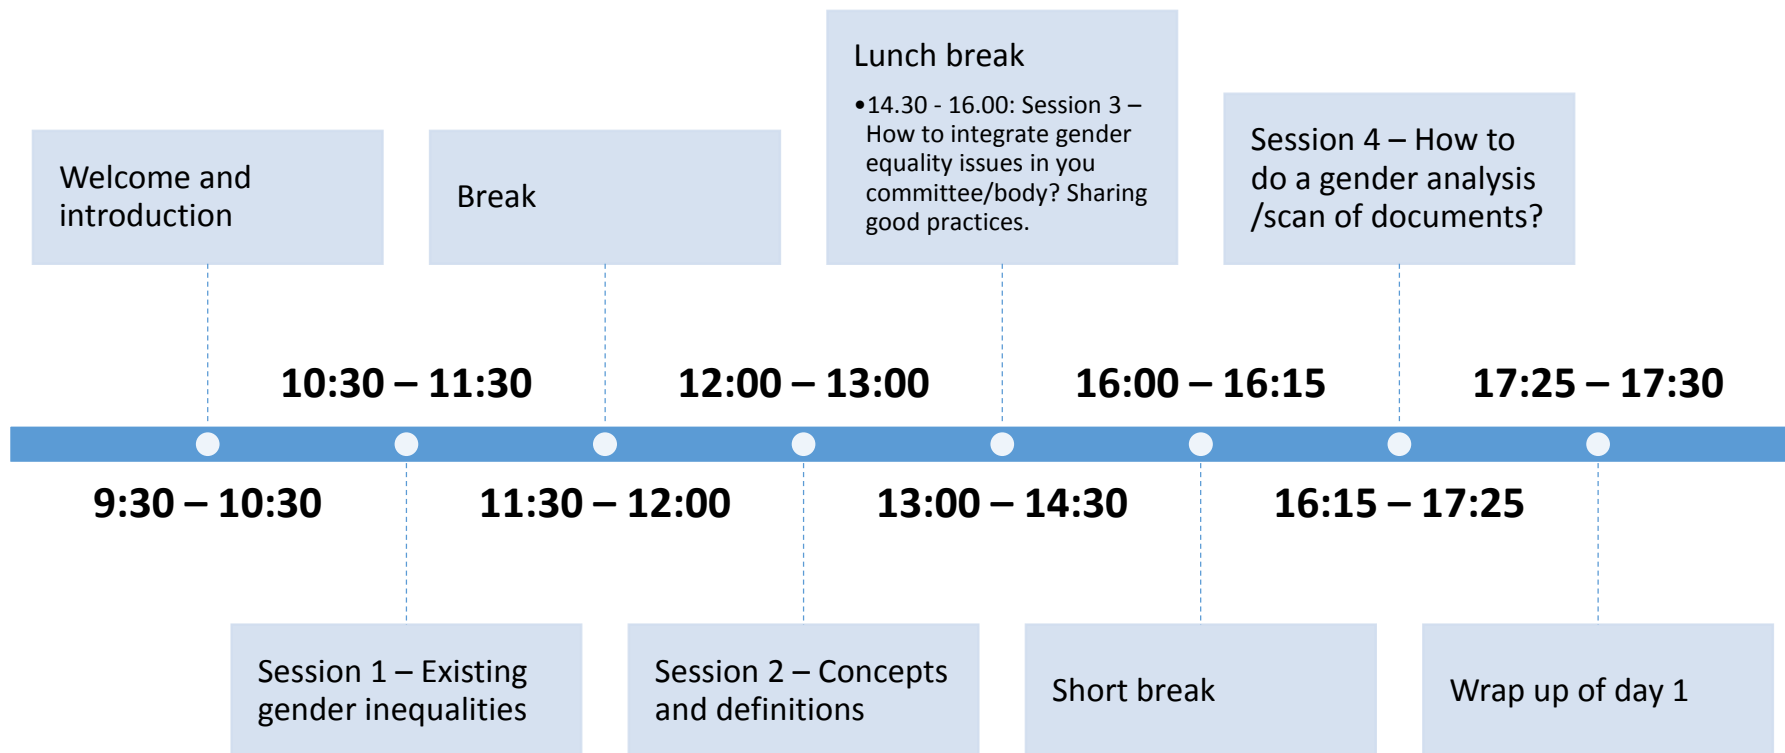 Lunch break
•14.30 - 16.00: Session 3 –
How to integrate gender
equality issues in you
committee/body? Sharing
good practices.
Session 4 – How to
do a gender analysis
/scan of documents?
Welcome and
introduction
Break
10:30 – 11:30
12:00 – 13:00
16:00 – 16:15
17:25 – 17:30
9:30 – 10:30
11:30 – 12:00
13:00 – 14:30
16:15 – 17:25
Session 1 – Existing
gender inequalities
Session 2 – Concepts
and definitions
Short break
Wrap up of day 1